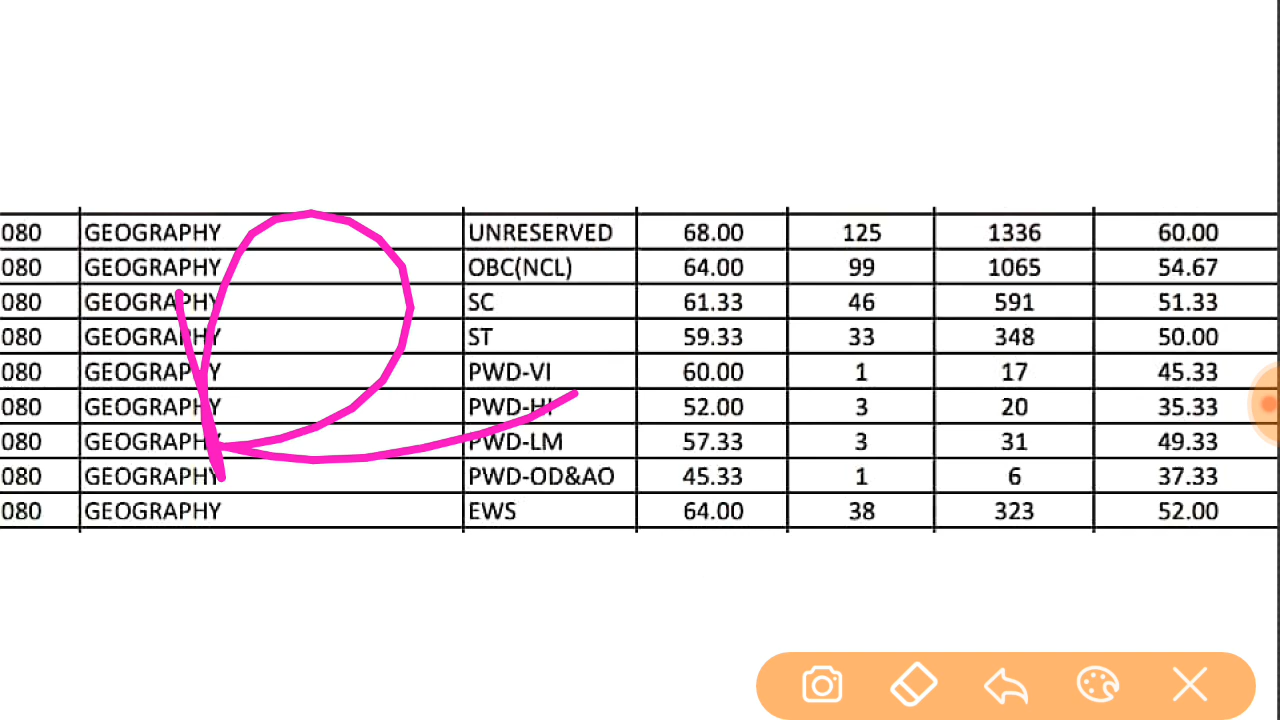 080 GEOGRAPHY UNRESERVED 68.00 125 1336 60.00
080 GEOGRAPHY OBC(NCL) 64.00 99 1065 54.67
080 GEOGRAPHY SC 61.33 46 591 51.33
080 GEOGRAPHY ST 59.33 33 348 50.00
080 GEOGRAPHY PWD-VI 60.00 1 17 45.33
080 GEOGRAPHY PWD-HI 52.00 3 20 35.33
080 GEOGRAPHY PWD-LM 57.33 3 31 49.33
080 GEOGRAPHY PWD-OD&AO 45.33 1 6 37.33
080 GEOGRAPHY EWS 64.00 38 323 52.00